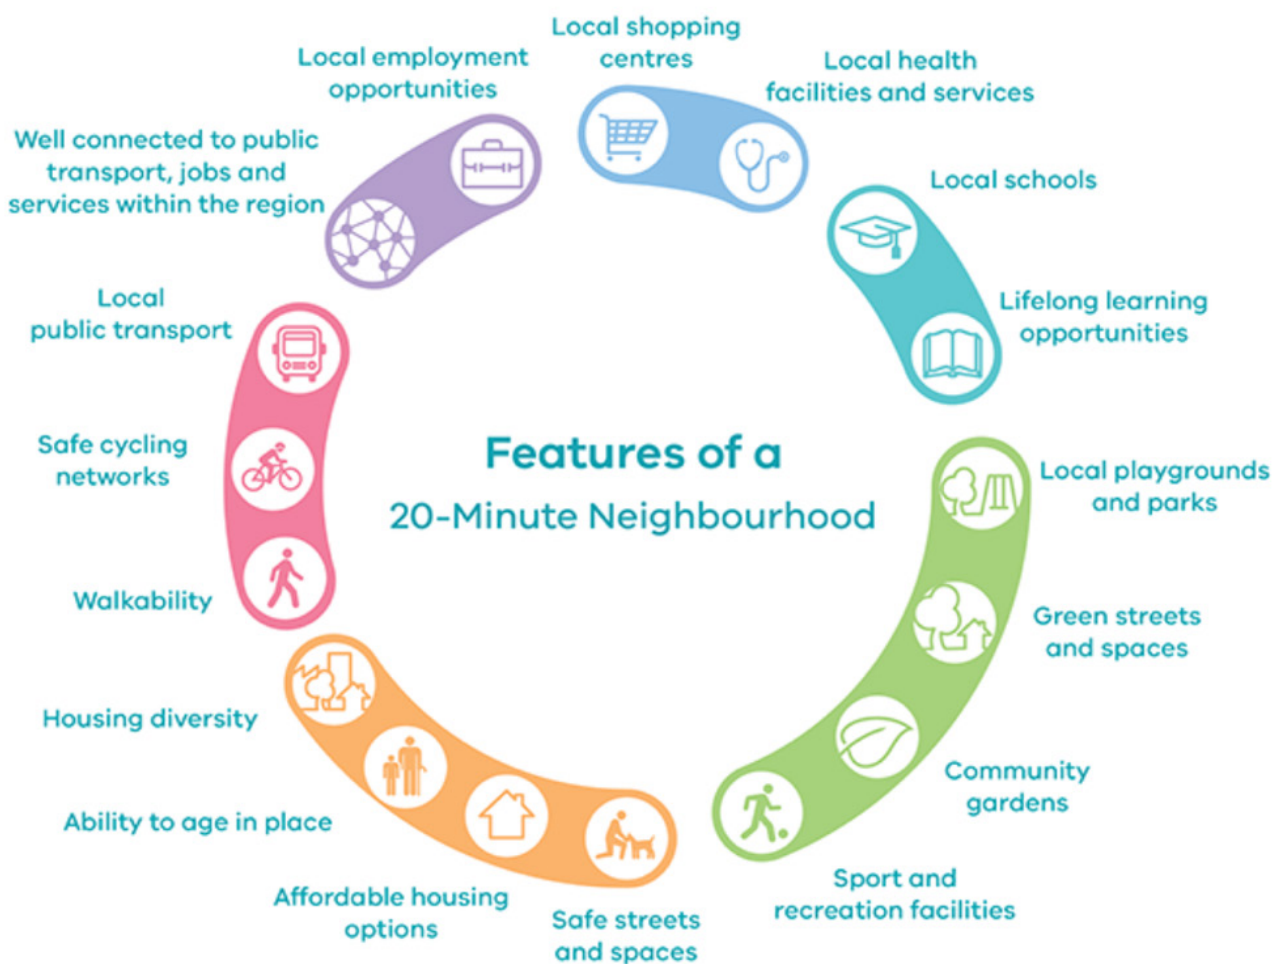 Local shopping
centres
Local health
facilities and services
Local schools
Lifelong learning
opportunities
Local playgrounds
and parks
Green streets
and spaces
Community
gardens
Sport and
recreation facilities
Safe streets
and spaces
Affordable housing
options
Ability to age in place
Housing diversity
Walkability
Safe cycling
networks
Local
public transport
Well connected to public
transport, jobs and
services within the region
Local employment
opportunities
Features of a
20-Minute Neighbourhood